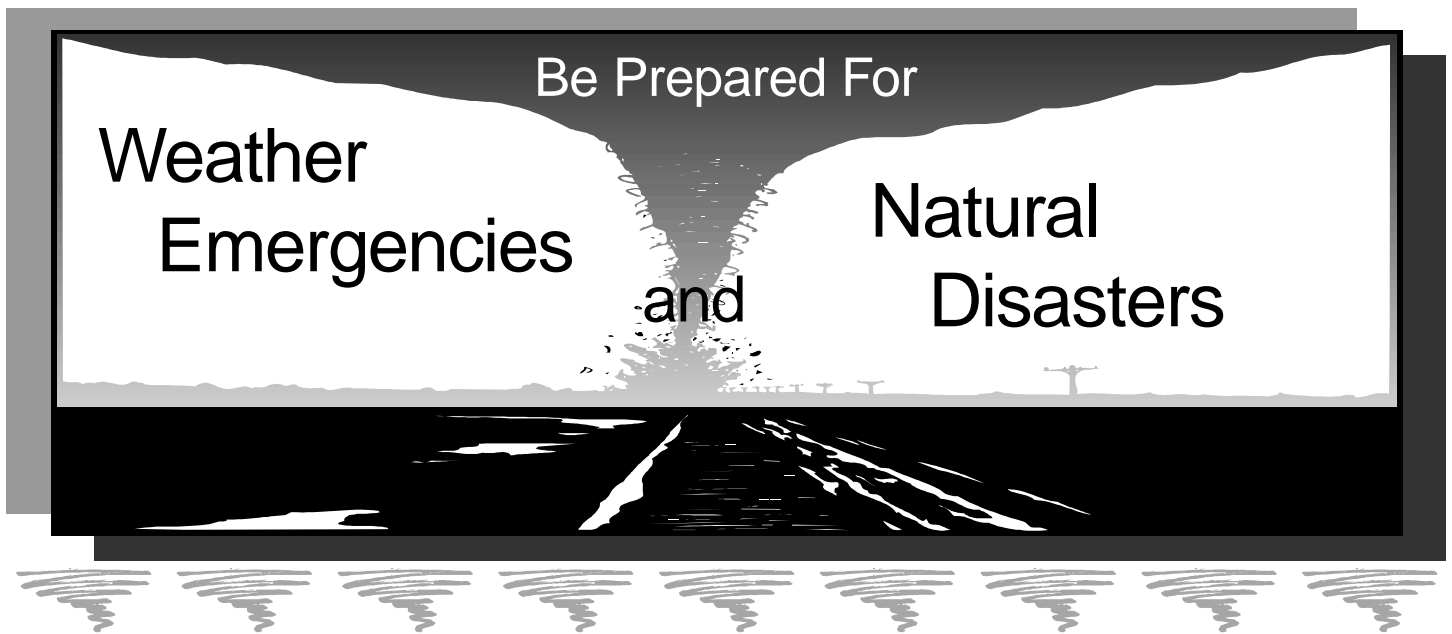 Be Prepared For
Weather
Emergencies
and
Natural
Disasters